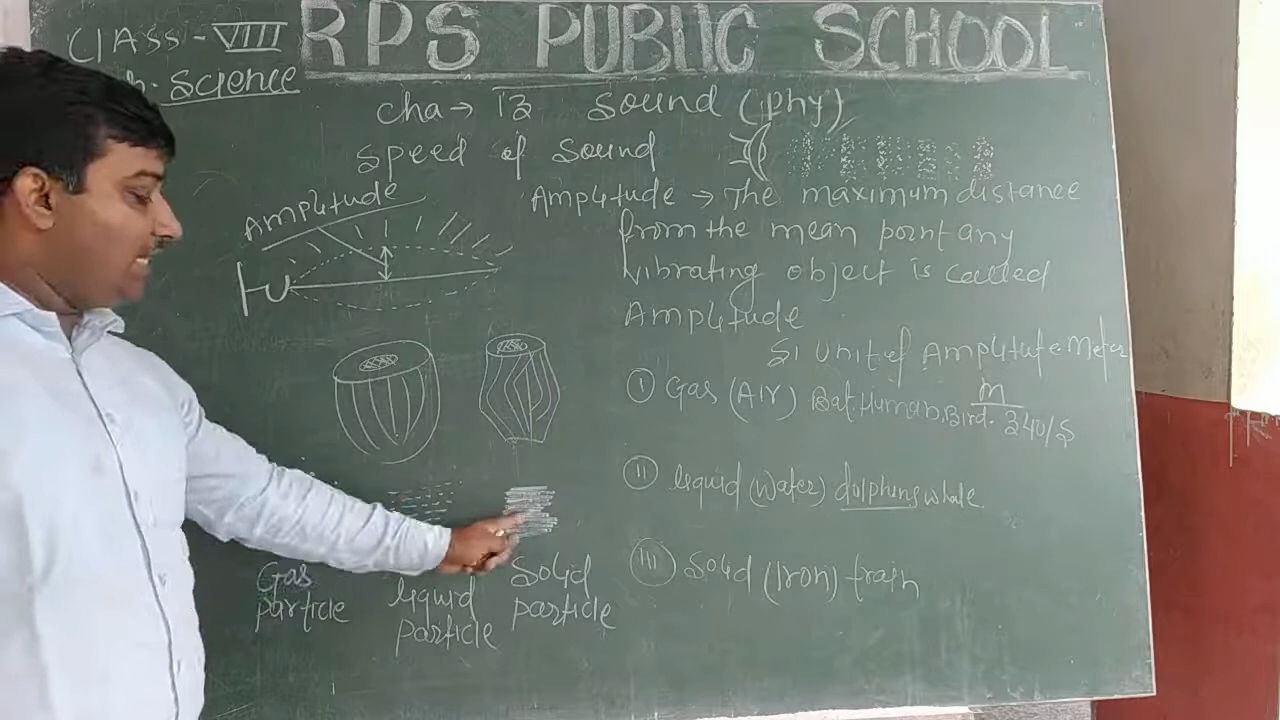 RPS PUBLIC SCHOOL
CLASS - VIII
Science
cha → 13 Sound (phy)
Speed of Sound
Amplitude → The maximum distance
from the mean point any
vibrating object is called
Amplitude
Amplitude
SI Unit of Amplitute Meter
m
I Gas (Air) Bat. Human, Bird. 340/S
II liquid (Water) dolphins whale
III Solid (Iron) train
Gas
particle
liquid
particle
Solid
particle